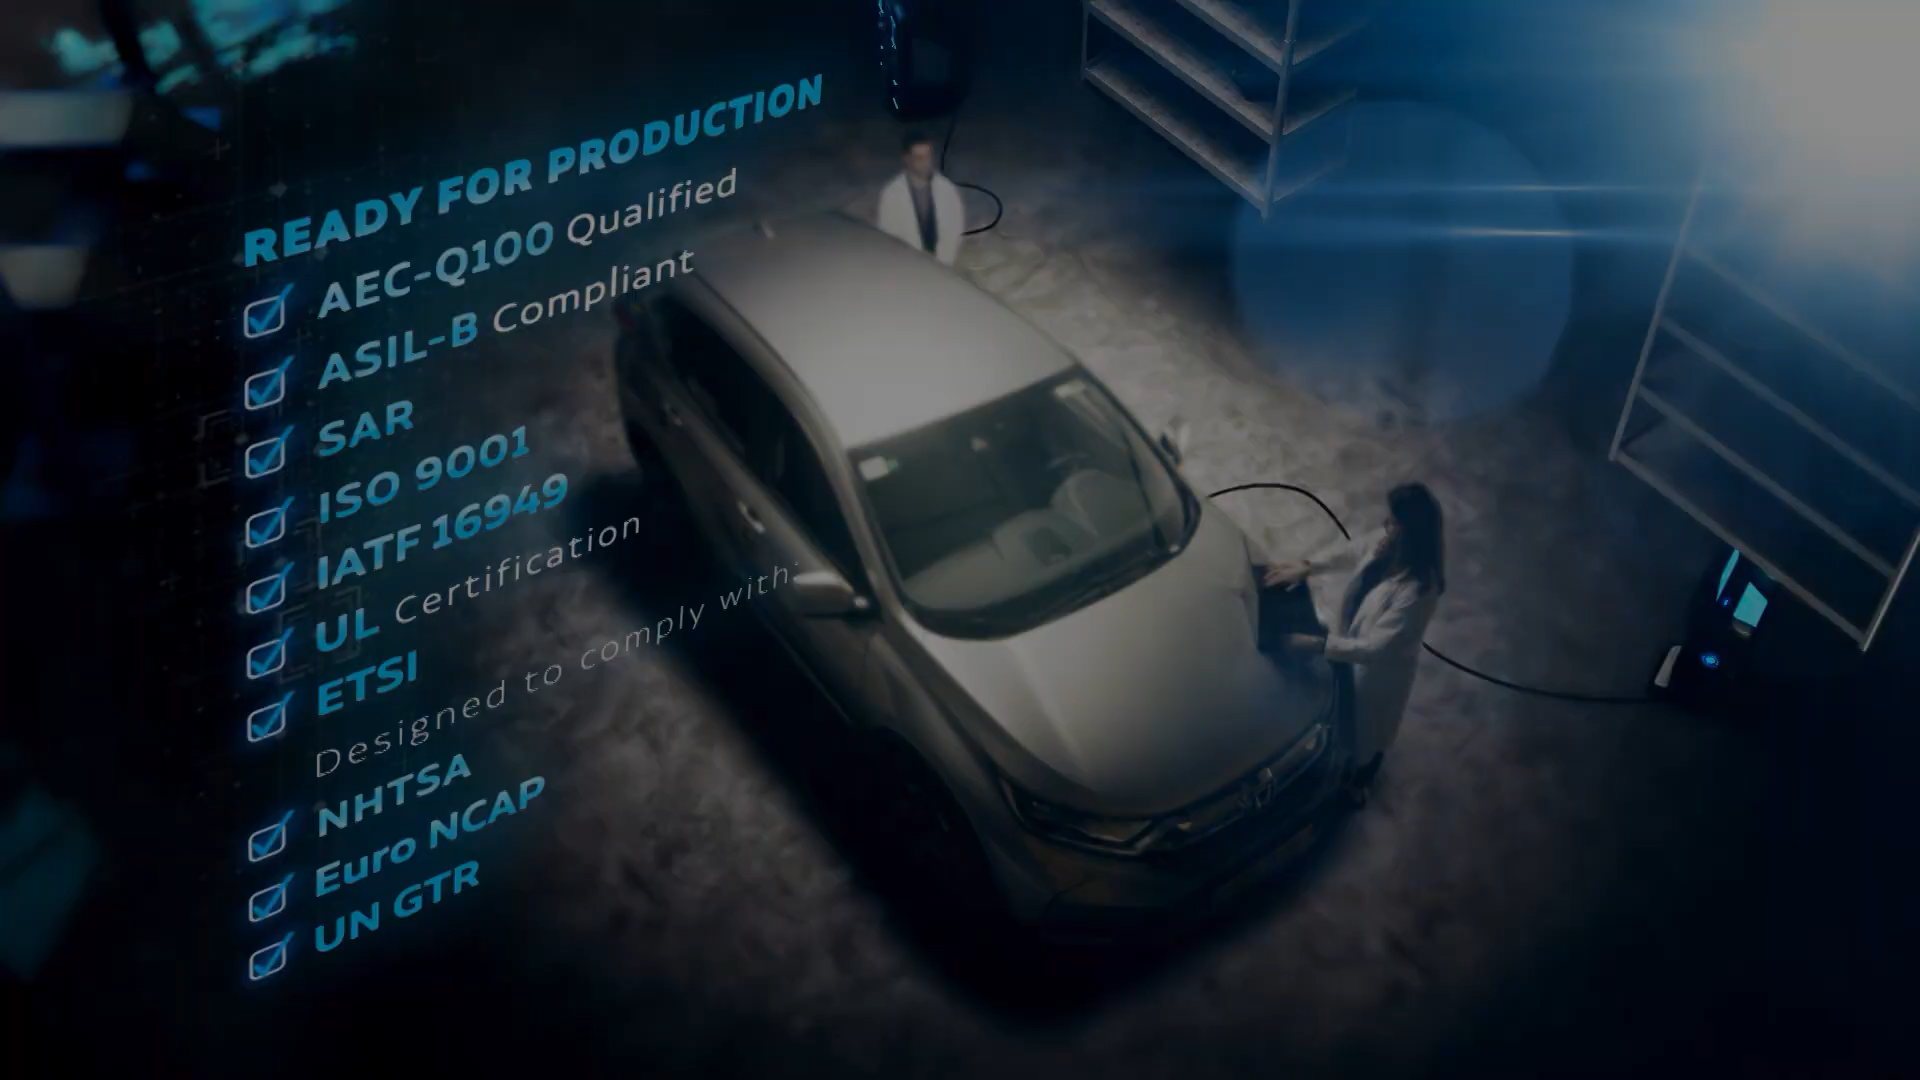 READY FOR PRODUCTION
AEC-Q100 Qualified
ASIL-B Compliant
SAR
ISO 9001
IATF 16949
UL Certification
ETSI
Designed to comply with:
NHTSA
Euro NCAP
UN GTR